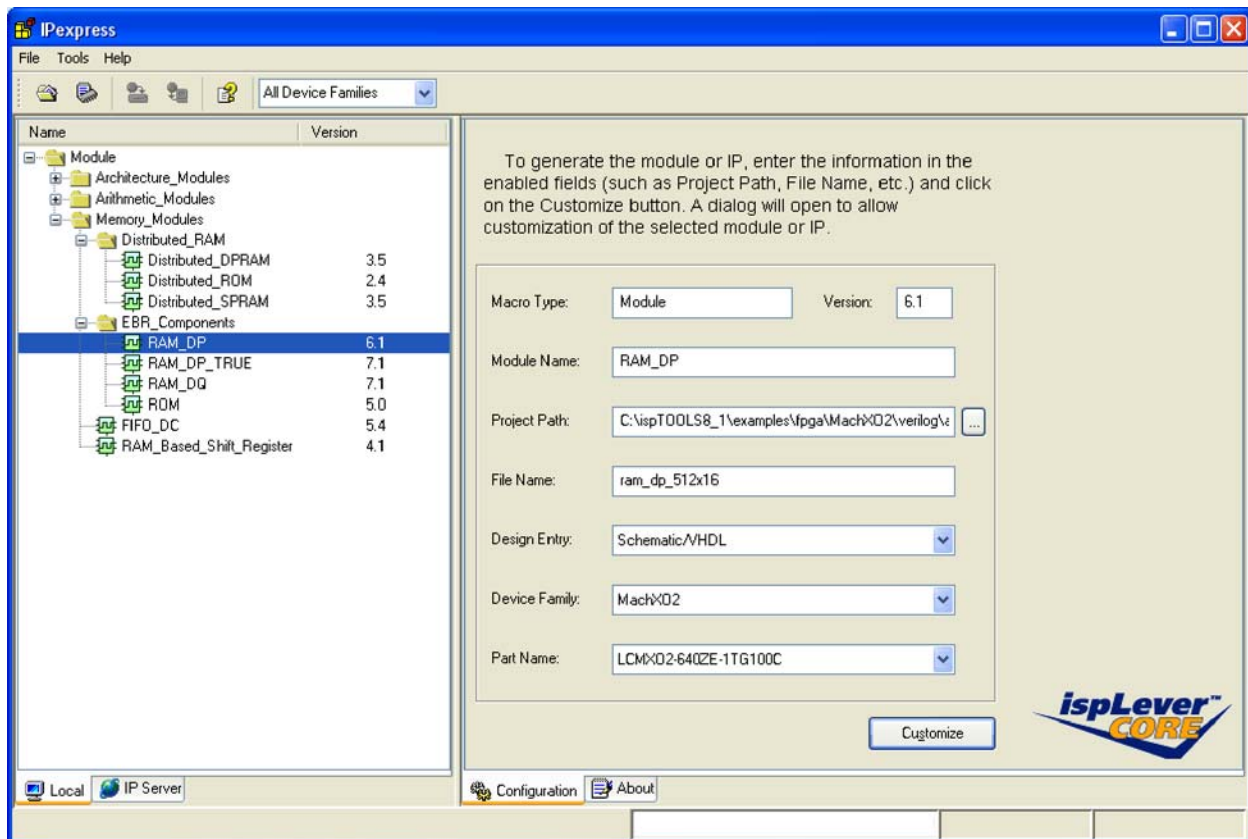 IPexpress
File Tools Help
All Device Families
Name Version
Module
Architecture_Modules
Arithmetic_Modules
Memory_Modules
Distributed_RAM
Distributed_DPRAM 3.5
Distributed_ROM 2.4
Distributed_SPRAM 3.5
EBR_Components
RAM_DP 6.1
RAM_DP_TRUE 7.1
RAM_DQ 7.1
ROM 5.0
FIFO_DC 5.4
RAM_Based_Shift_Register 4.1
Local IP Server
To generate the module or IP, enter the information in the
enabled fields (such as Project Path, File Name, etc.) and click
on the Customize button. A dialog will open to allow
customization of the selected module or IP.
Macro Type: Module Version: 6.1
Module Name: RAM_DP
Project Path: C:\ispTOOLS8_1\examples\fpga\MachXO2\verilog\a ...
File Name: ram_dp_512x16
Design Entry: Schematic/VHDL
Device Family: MachXO2
Part Name: LCMXO2-640ZE-1TG100C
Customize
ispLever™
CORE
Configuration About